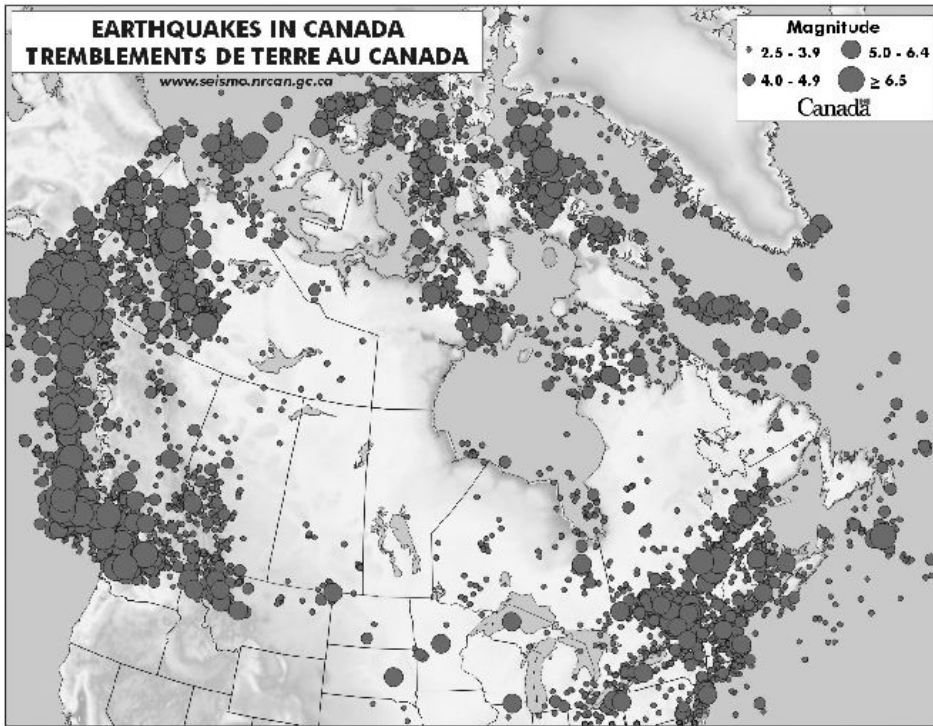 EARTHQUAKES IN CANADA
TREMBLEMENTS DE TERRE AU CANADA
www.seismo.nrcan.gc.ca
Magnitude
2.5 - 3.9
5.0 - 6.4
4.0 - 4.9
≥ 6.5
Canada